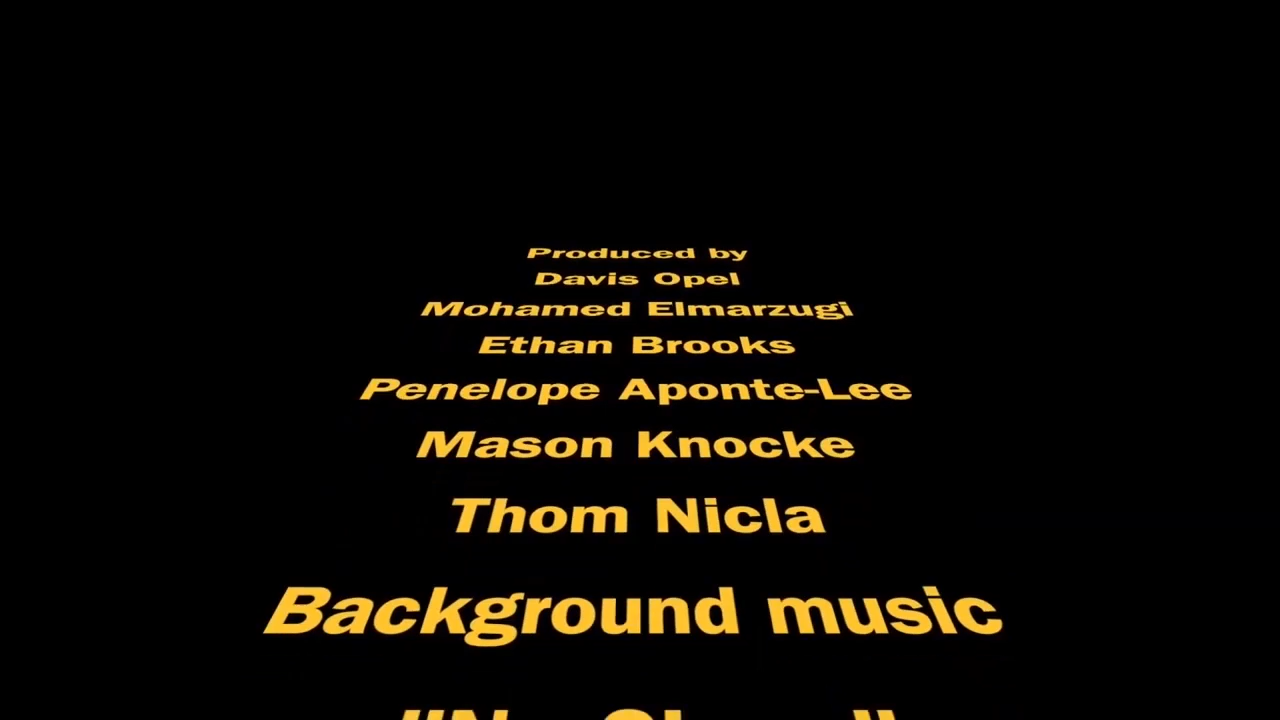 Produced by
Davis Opel
Mohamed Elmarzugi
Ethan Brooks
Penelope Aponte-Lee
Mason Knocke
Thom Nicla
Background music